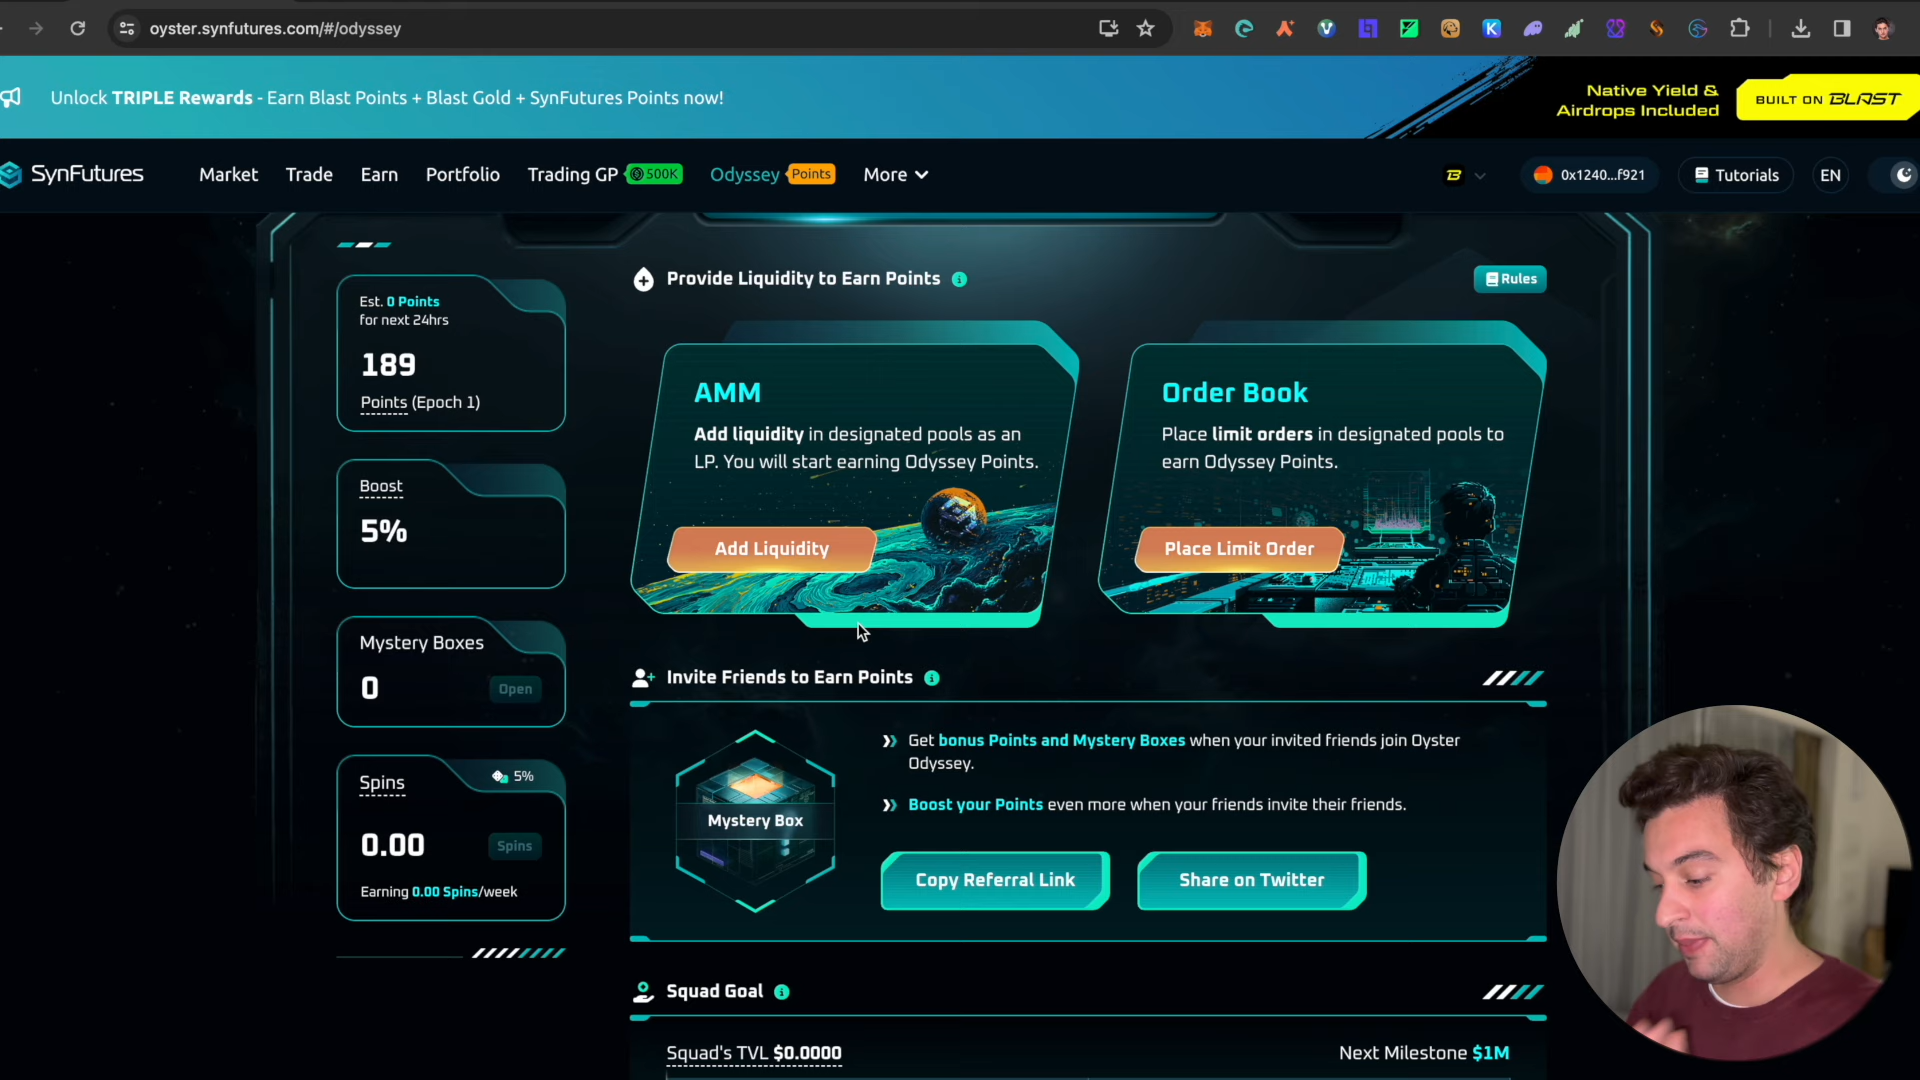 oyster.synfutures.com/#/odyssey
Unlock TRIPLE Rewards - Earn Blast Points + Blast Gold + SynFutures Points now!
Native Yield &
Airdrops Included
BUILT ON BLAST
SynFutures
Market
Trade
Earn
Portfolio
Trading GP
500K
Odyssey
Points
More
0x1240...f921
Tutorials
EN
Est. 0 Points
for next 24hrs
189
Points (Epoch 1)
Boost
5%
Mystery Boxes
0
Open
Spins
5%
0.00
Spins
Earning 0.00 Spins/week
Provide Liquidity to Earn Points
Rules
AMM
Add liquidity in designated pools as an
LP. You will start earning Odyssey Points.
Add Liquidity
Order Book
Place limit orders in designated pools to
earn Odyssey Points.
Place Limit Order
Invite Friends to Earn Points
Mystery Box
Get bonus Points and Mystery Boxes when your invited friends join Oyster
Odyssey.
Boost your Points even more when your friends invite their friends.
Copy Referral Link
Share on Twitter
Squad Goal
Squad's TVL $0.0000
Next Milestone $1M